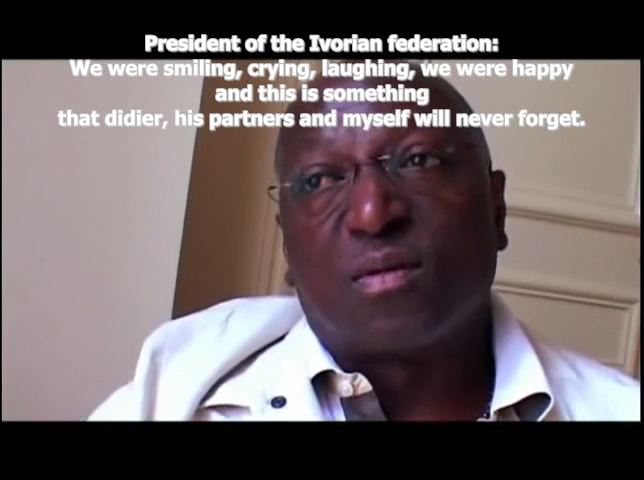 President of the Ivorian federation:
We were smiling, crying, laughing, we were happy
and this is something
that didier, his partners and myself will never forget.